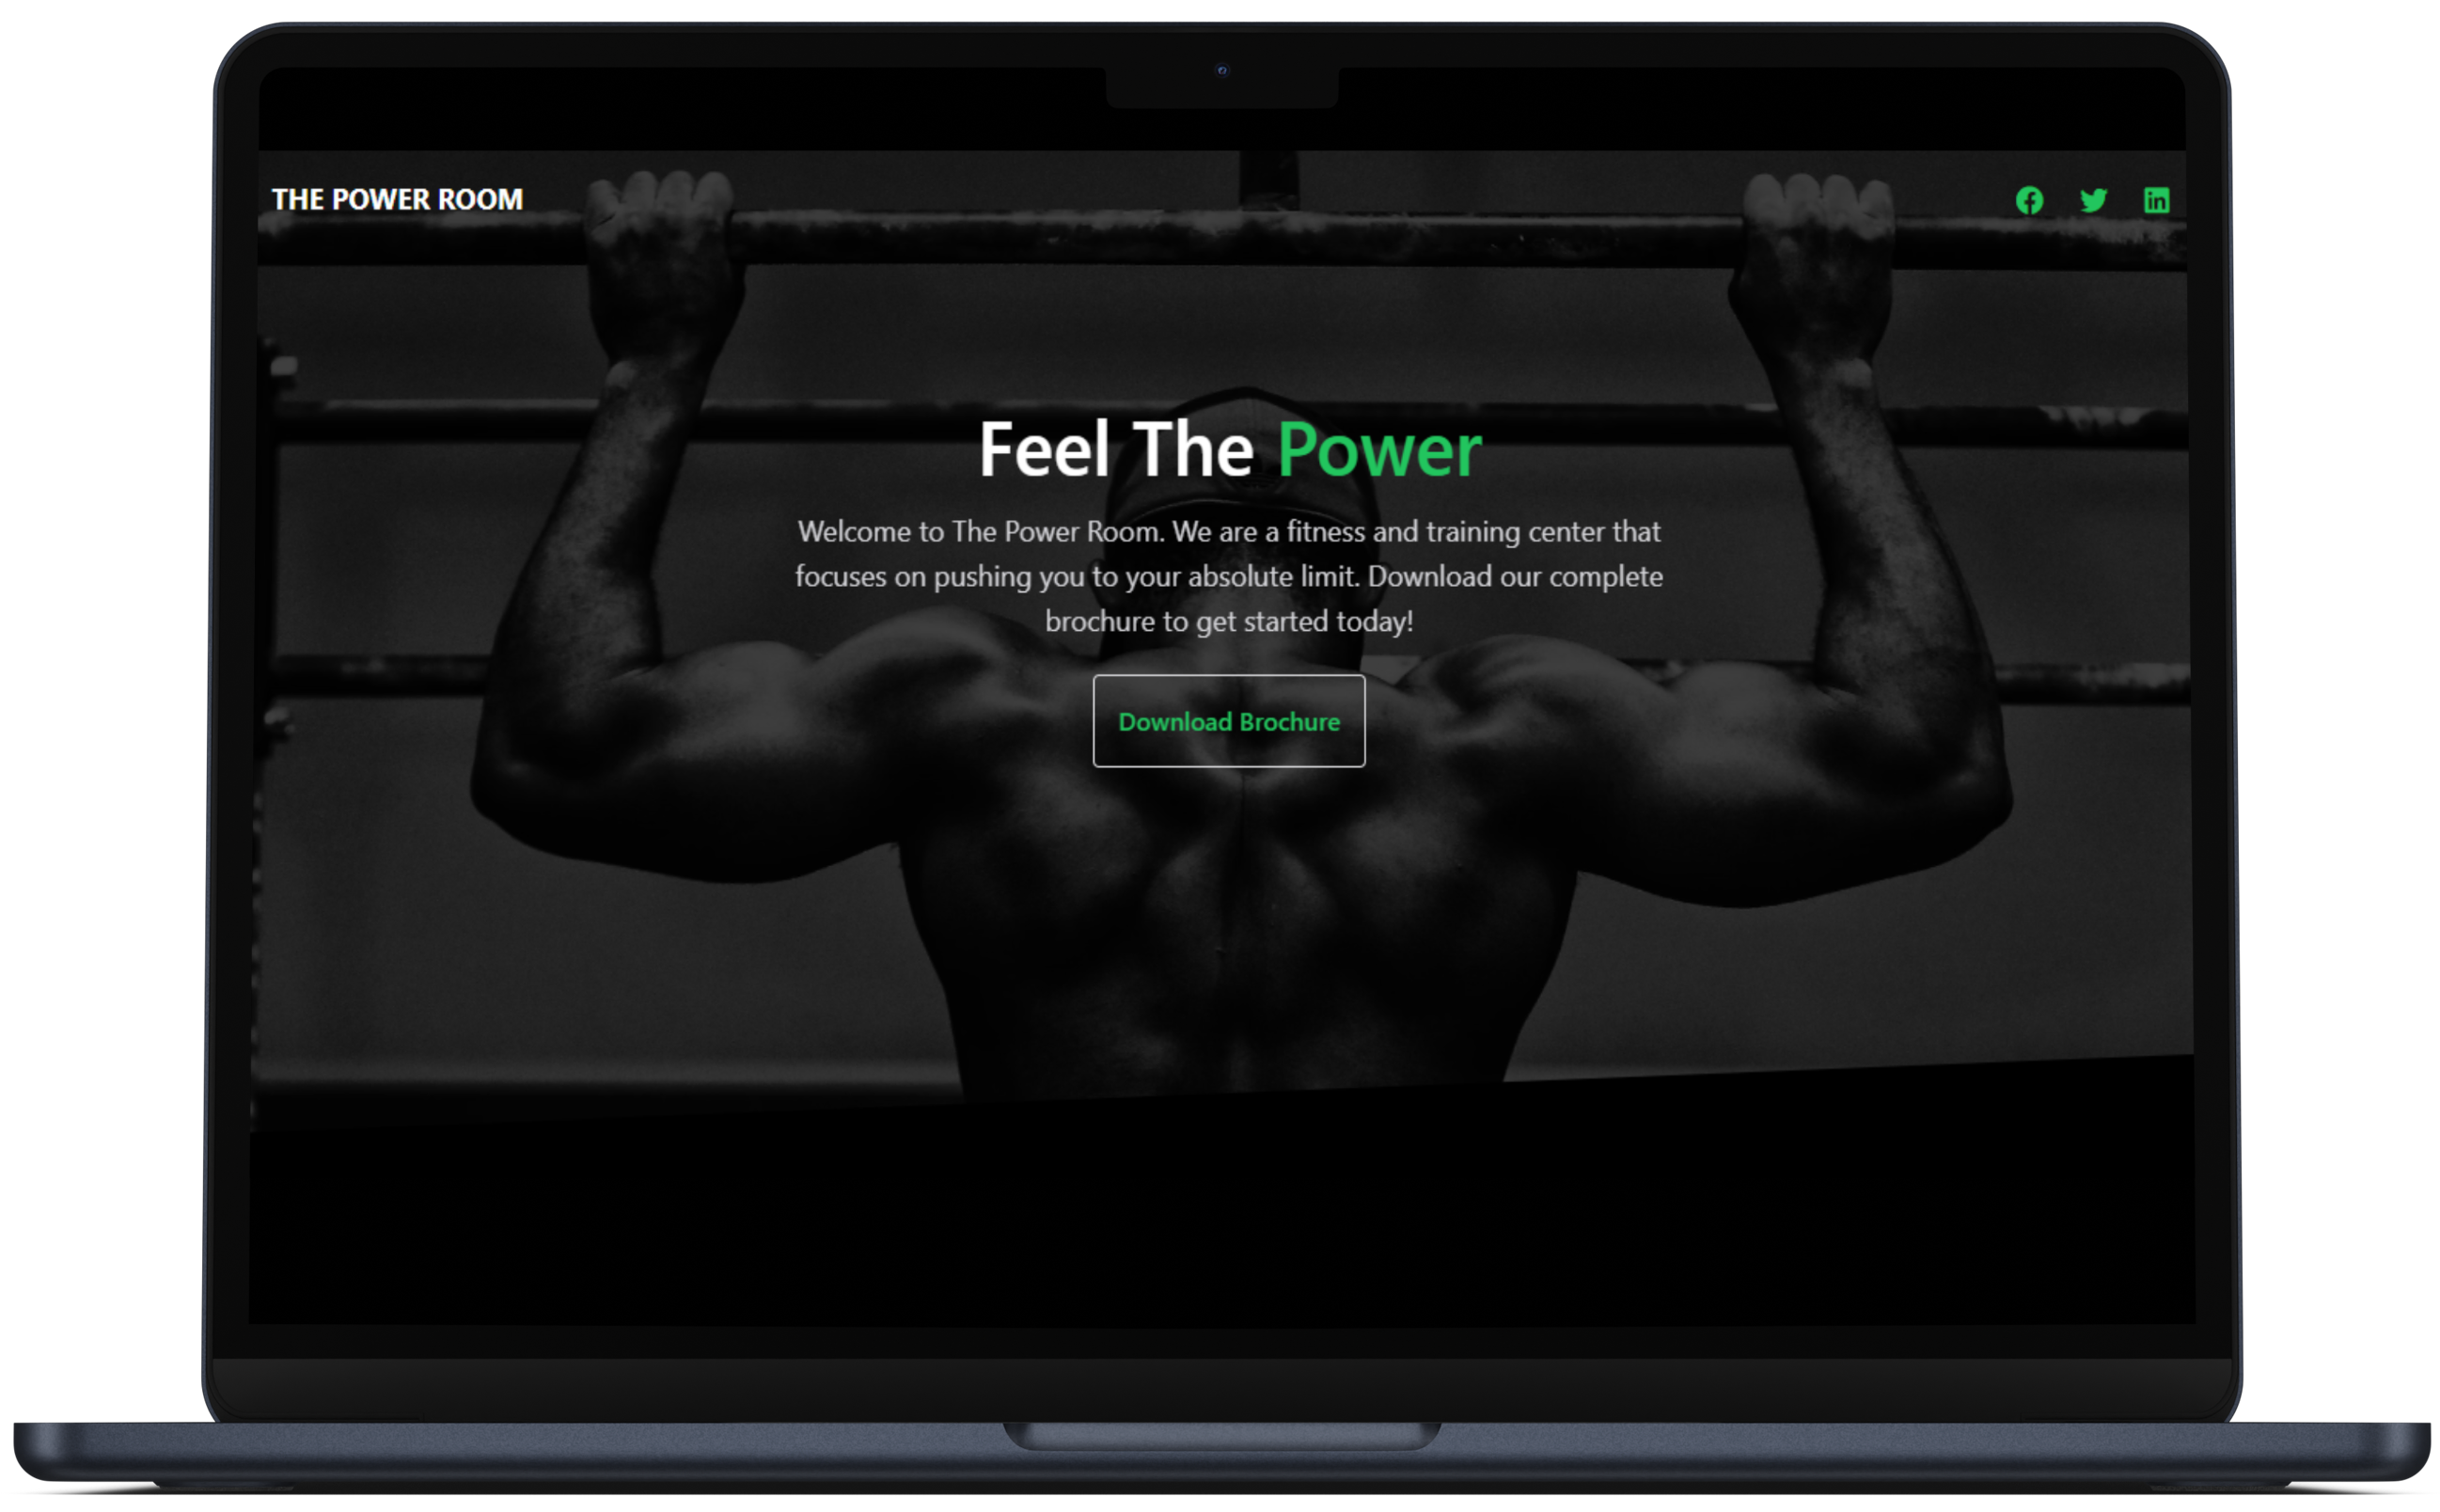 THE POWER ROOM
Feel The Power
Welcome to The Power Room. We are a fitness and training center that
focuses on pushing you to your absolute limit. Download our complete
brochure to get started today!
Download Brochure